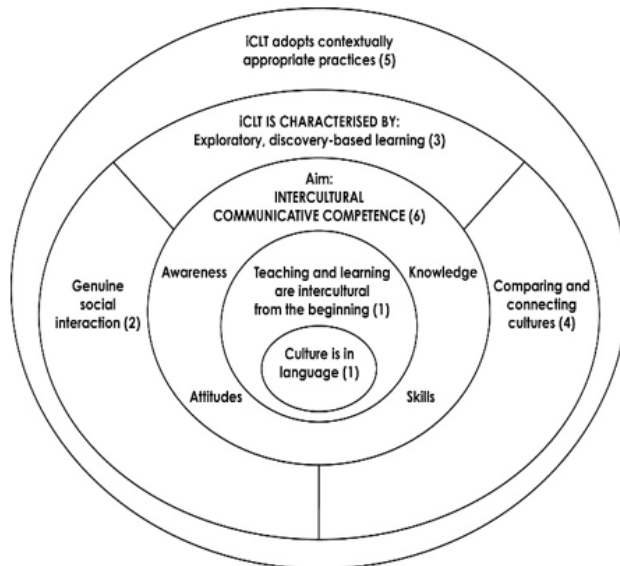 iCLT adopts contextually
appropriate practices (5)
iCLT IS CHARACTERISED BY:
Exploratory, discovery-based learning (3)
Aim:
INTERCULTURAL
COMMUNICATIVE COMPETENCE (6)
Awareness
Knowledge
Teaching and learning
are intercultural
from the beginning (1)
Genuine
social
interaction (2)
Comparing and
connecting
cultures (4)
Culture is in
language (1)
Attitudes
Skills